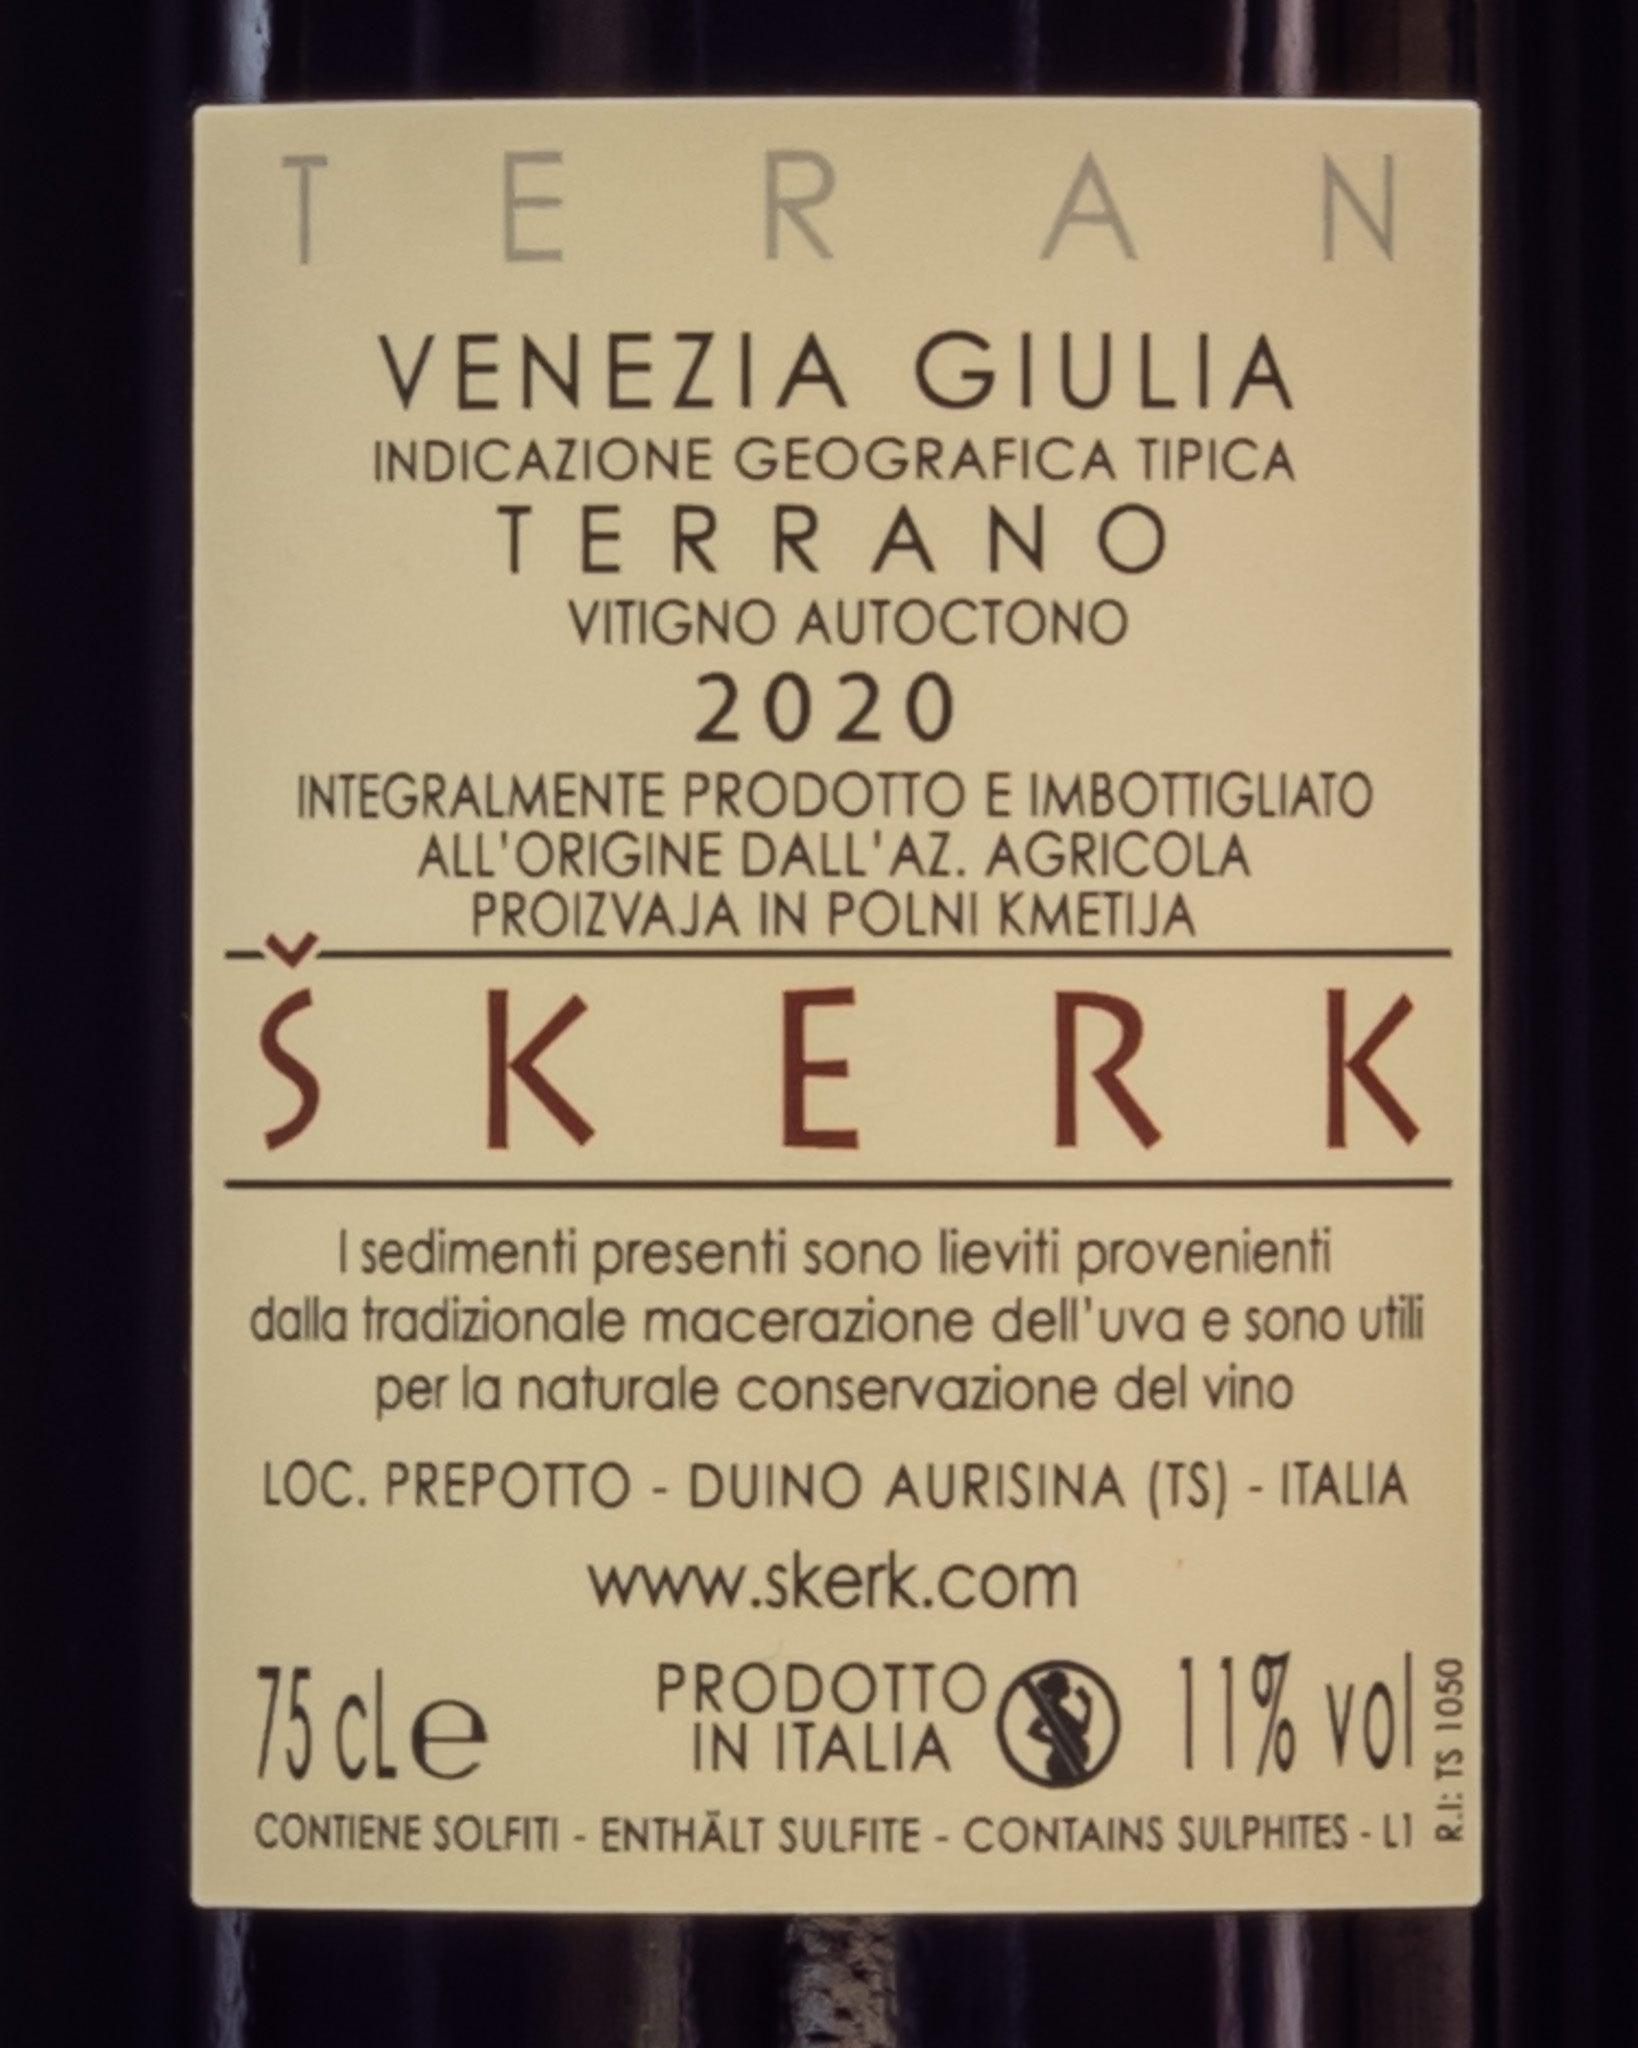 TERAN
VENEZIA GIULIA
INDICAZIONE GEOGRAFICA TIPICA
TERRANO
VITIGNO AUTOCTONO
2020
INTEGRALMENTE PRODOTTO E IMBOTTIGLIATO
ALL'ORIGINE DALL'AZ. AGRICOLA
PROIZVAJA IN POLNI KMETIJA
ŠKERK
I sedimenti presenti sono lieviti provenienti
dalla tradizionale macerazione dell'uva e sono utili
per la naturale conservazione del vino
LOC. PREPOTTO - DUINO AURISINA (TS) - ITALIA
www.skerk.com
75 cL e
PRODOTTO
IN ITALIA
11% vol
R.I: TS 1050
CONTIENE SOLFITI - ENTHÄLT SULFITE - CONTAINS SULPHITES - L1